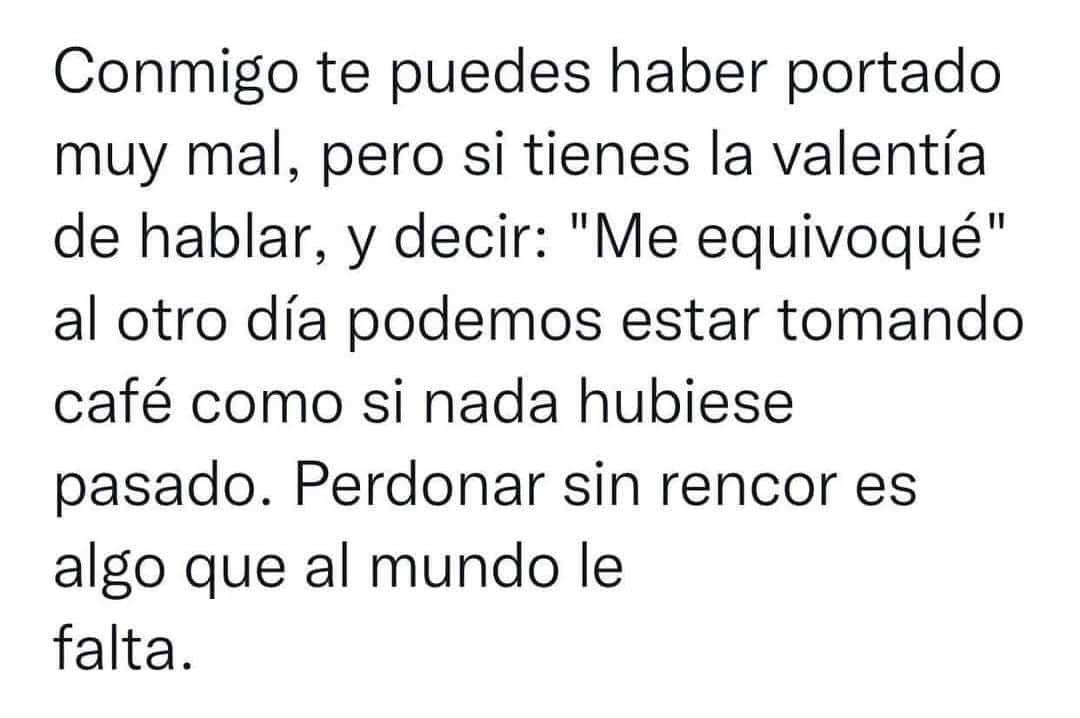 Conmigo te puedes haber portado
muy mal, pero si tienes la valentía
de hablar, y decir: "Me equivoqué"
al otro día podemos estar tomando
café como si nada hubiese
pasado. Perdonar sin rencor es
algo que al mundo le
falta.